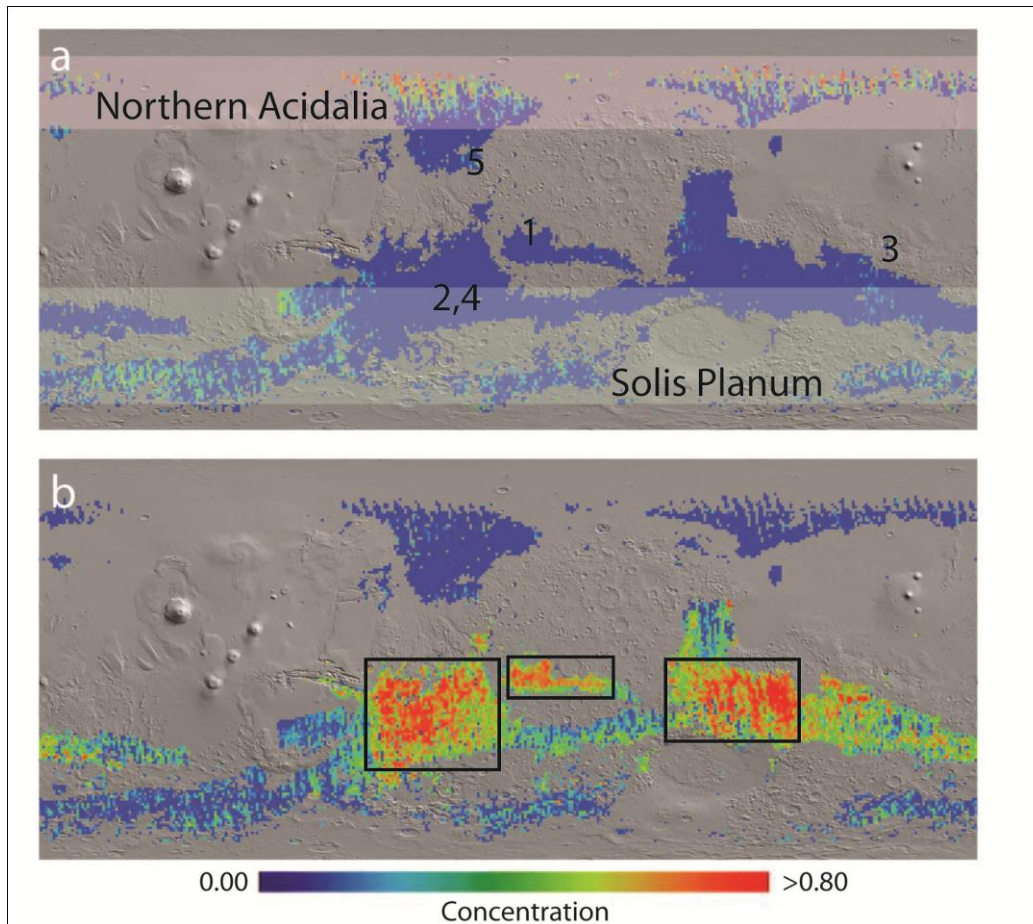 a
Northern Acidalia
5
1
3
2,4
Solis Planum
b
0.00 >0.80
Concentration